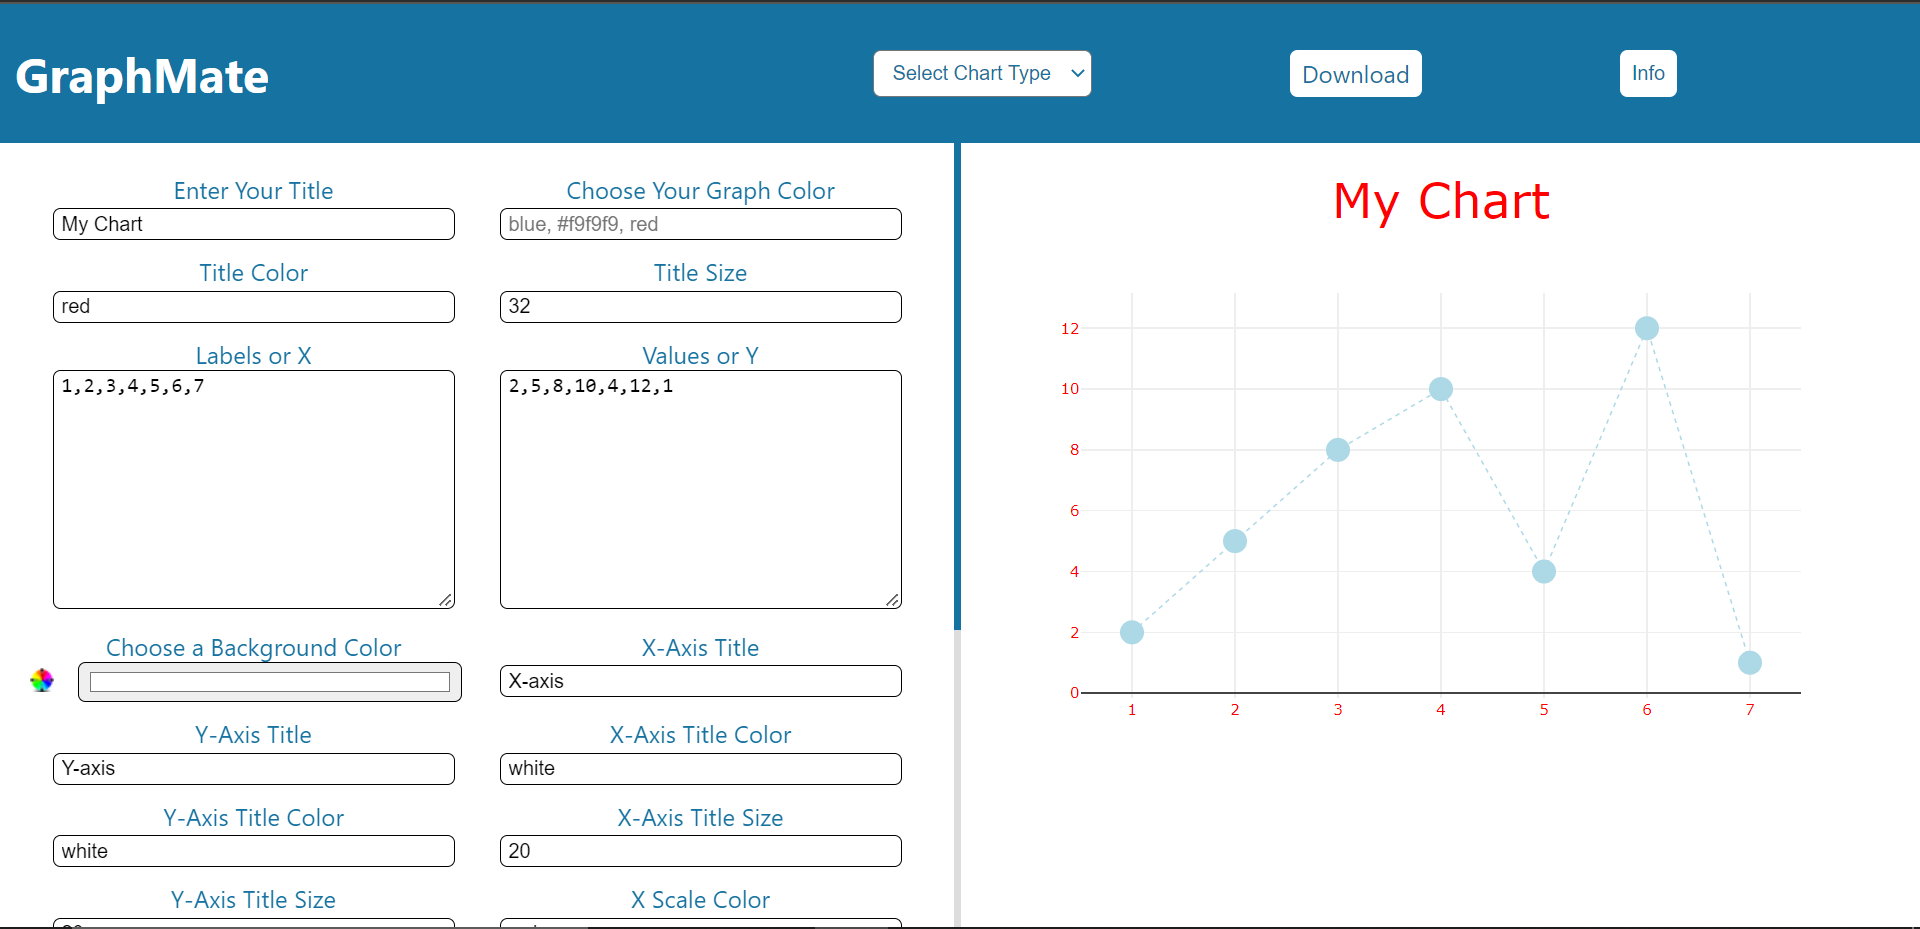 GraphMate
Select Chart Type
Download
Info
Enter Your Title
Choose Your Graph Color
My Chart
blue, #f9f9f9, red
Title Color
Title Size
red
32
Labels or X
Values or Y
1,2,3,4,5,6,7
2,5,8,10,4,12,1
Choose a Background Color
X-Axis Title
X-axis
Y-Axis Title
X-Axis Title Color
Y-axis
white
Y-Axis Title Color
X-Axis Title Size
white
20
Y-Axis Title Size
X Scale Color
My Chart
12
10
8
6
4
2
0
1 2 3 4 5 6 7